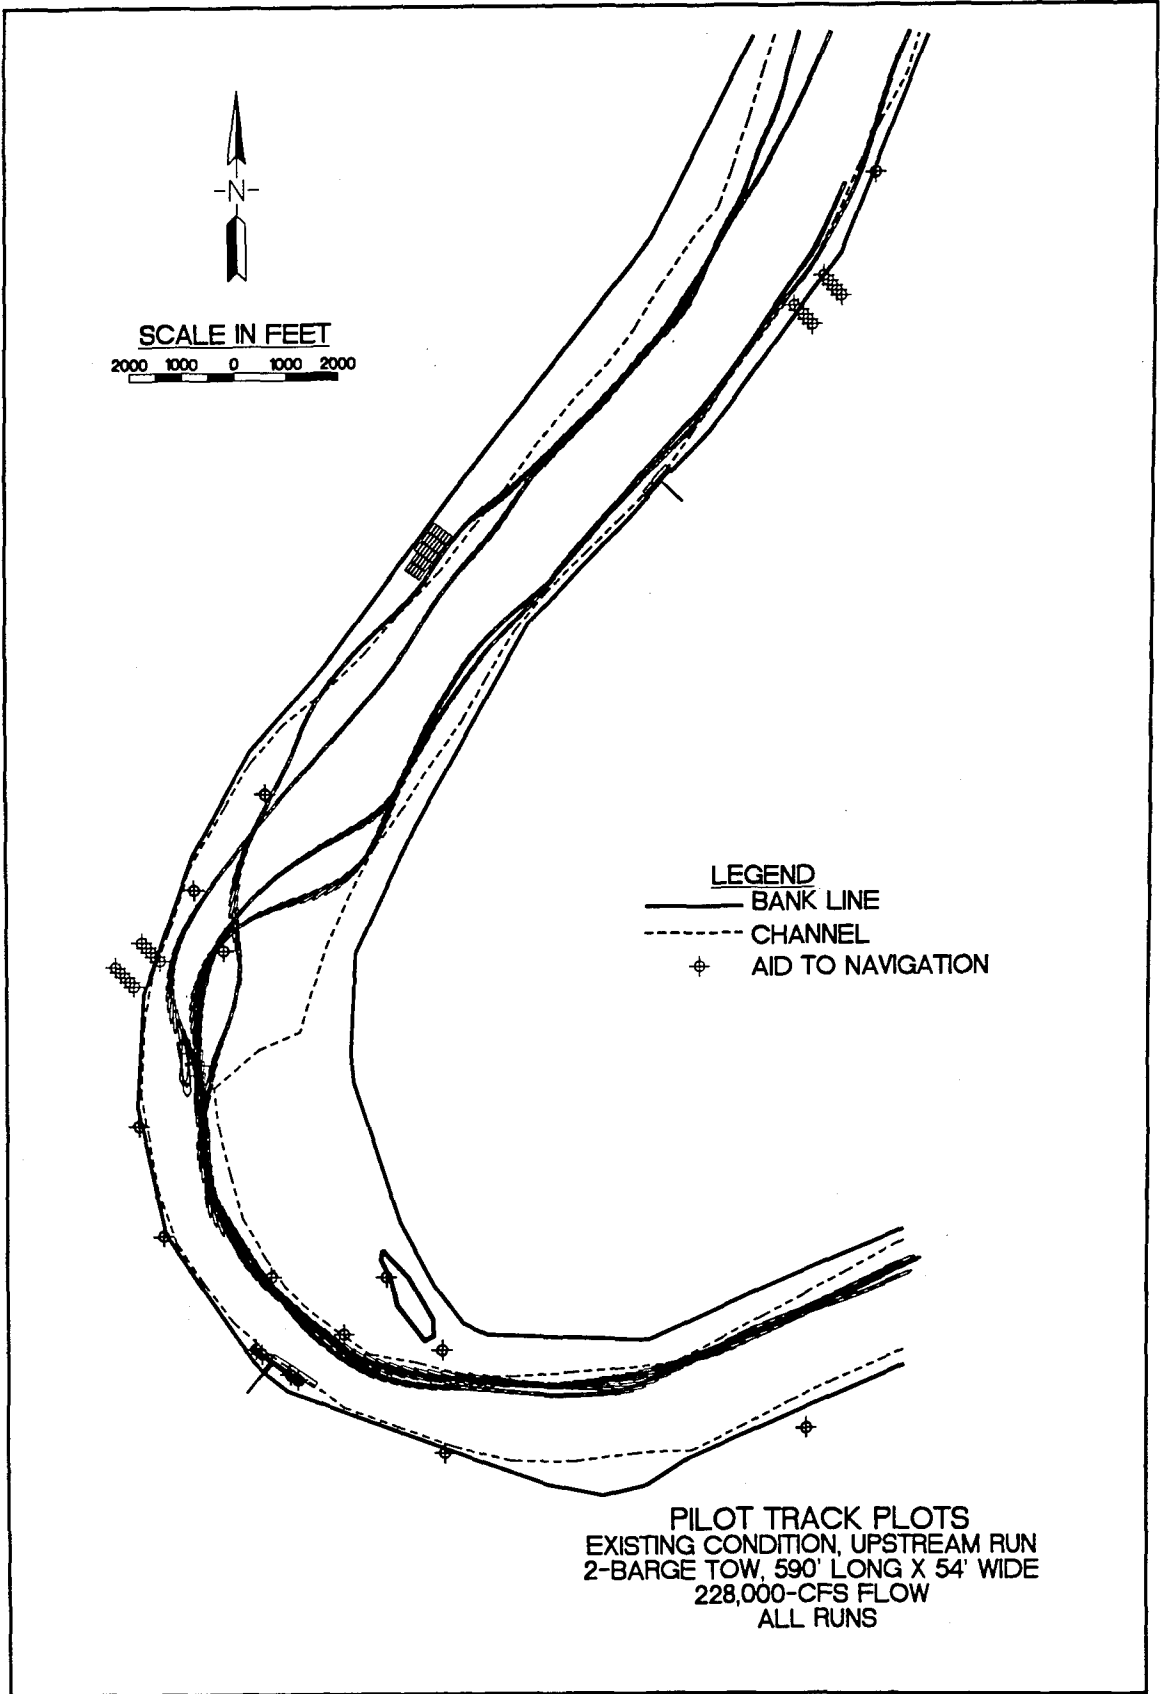 -N-
SCALE IN FEET
2000 1000 0 1000 2000
LEGEND
BANK LINE
CHANNEL
AID TO NAVIGATION
PILOT TRACK PLOTS
EXISTING CONDITION, UPSTREAM RUN
2-BARGE TOW, 590' LONG X 54' WIDE
228,000-CFS FLOW
ALL RUNS